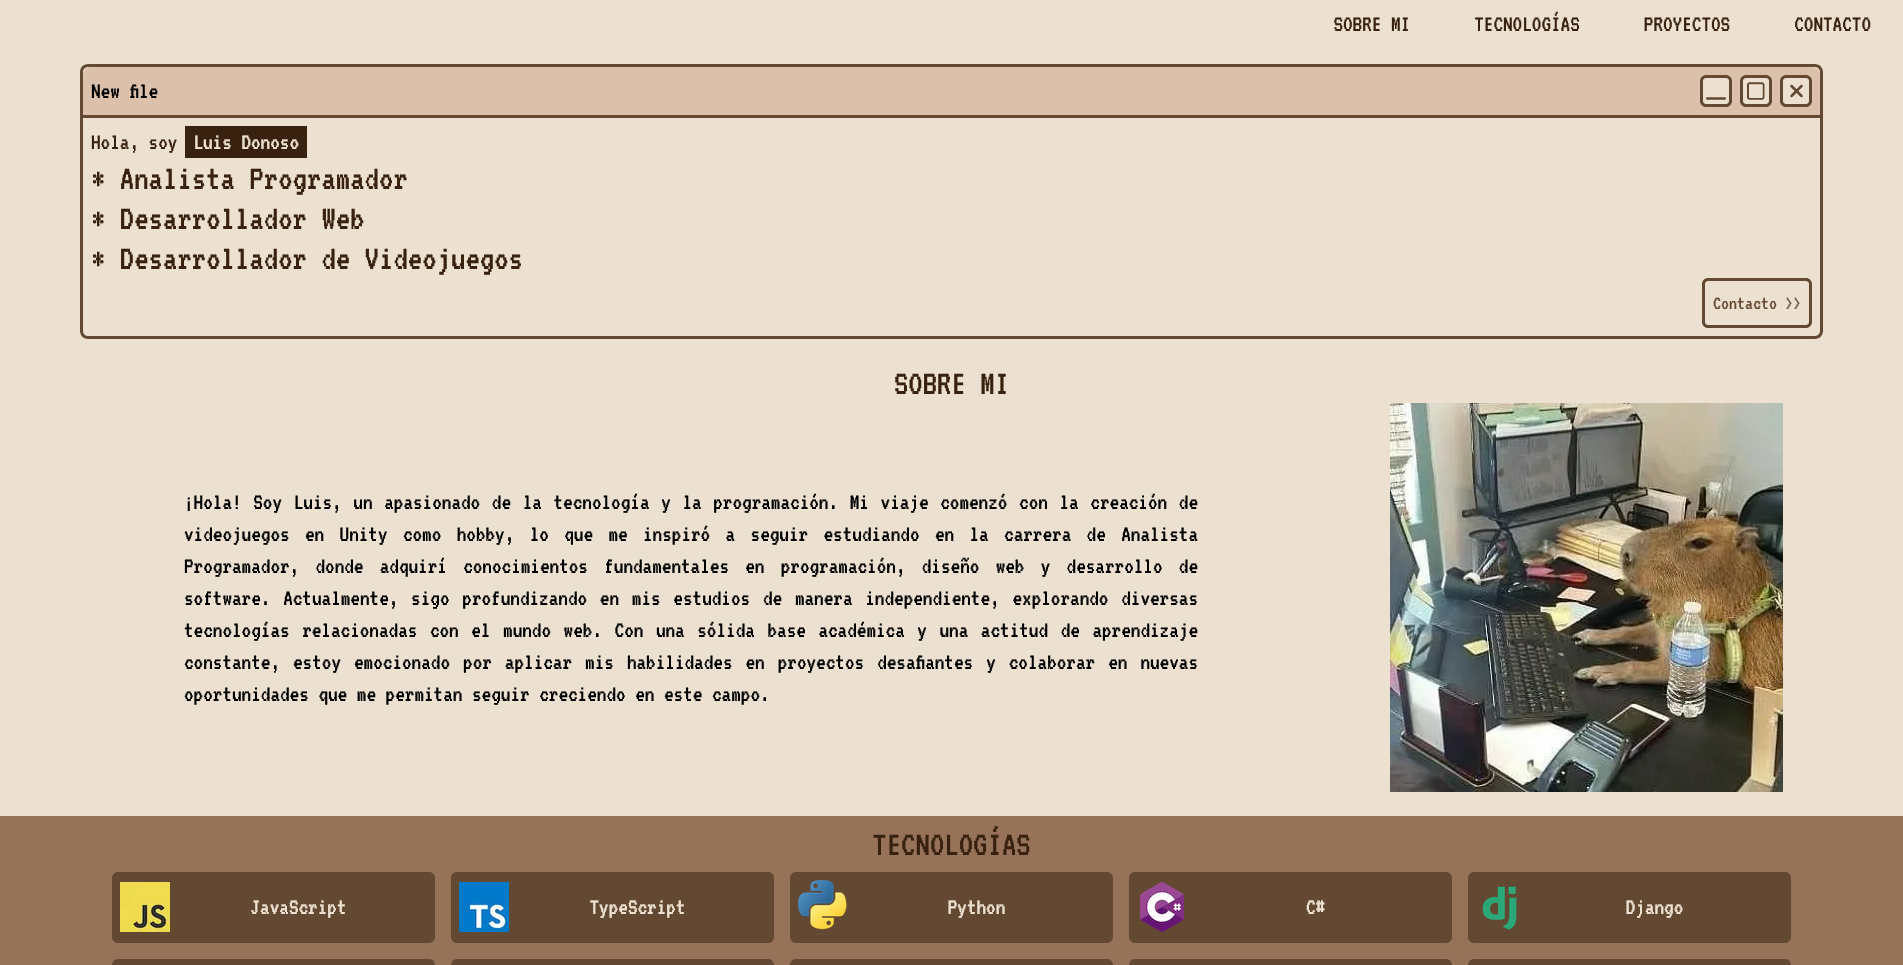 SOBRE MI TECNOLOGÍAS PROYECTOS CONTACTO
New file
Hola, soy Luis Donoso
* Analista Programador
* Desarrollador Web
* Desarrollador de Videojuegos
Contacto >>
SOBRE MI
¡Hola! Soy Luis, un apasionado de la tecnología y la programación. Mi viaje comenzó con la creación de
videojuegos en Unity como hobby, lo que me inspiró a seguir estudiando en la carrera de Analista
Programador, donde adquirí conocimientos fundamentales en programación, diseño web y desarrollo de
software. Actualmente, sigo profundizando en mis estudios de manera independiente, explorando diversas
tecnologías relacionadas con el mundo web. Con una sólida base académica y una actitud de aprendizaje
constante, estoy emocionado por aplicar mis habilidades en proyectos desafiantes y colaborar en nuevas
oportunidades que me permitan seguir creciendo en este campo.
TECNOLOGÍAS
JS JavaScript TS TypeScript Python C# C# dj Django